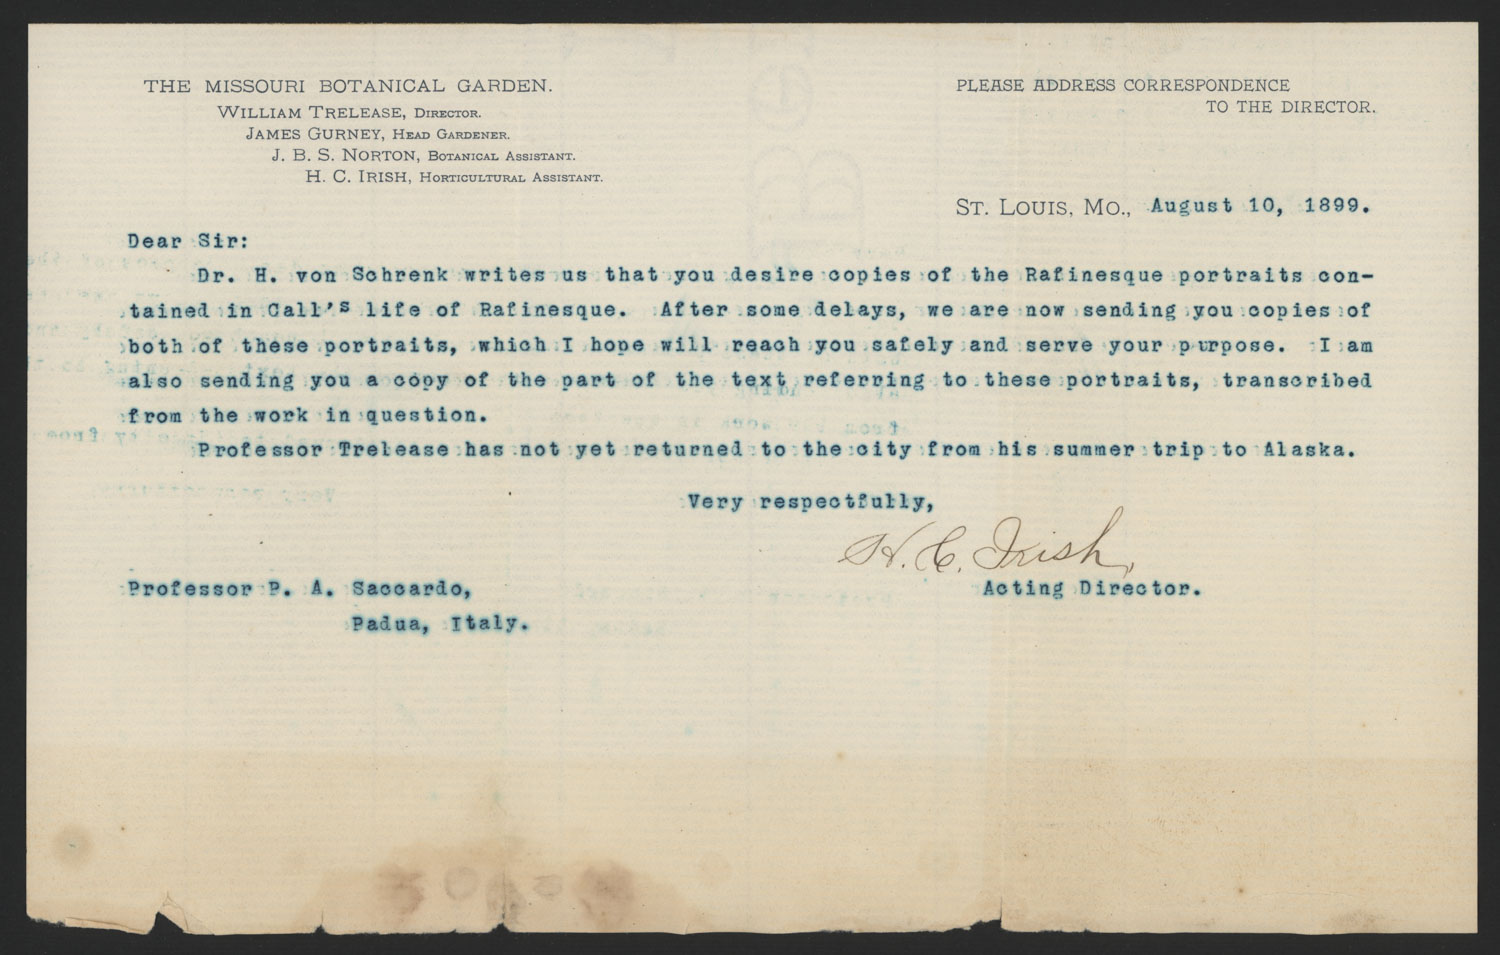 THE MISSOURI BOTANICAL GARDEN.
WILLIAM TRELEASE, DIRECTOR.
JAMES GURNEY, HEAD GARDENER.
J. B. S. NORTON, BOTANICAL ASSISTANT.
H. C. IRISH, HORTICULTURAL ASSISTANT.
PLEASE ADDRESS CORRESPONDENCE
TO THE DIRECTOR.
ST. LOUIS, MO., August 10, 1899.
Dear Sir:
Dr. H. von Schrenk writes us that you desire copies of the Rafinesque portraits con-
tained in Call's life of Rafinesque. After some delays, we are now sending you copies of
both of these portraits, which I hope will reach you safely and serve your purpose. I am
also sending you a copy of the part of the text referring to these portraits, transcribed
from the work in question.
Professor Trelease has not yet returned to the city from his summer trip to Alaska.
Very respectfully,
H. C. Irish,
Acting Director.
Professor P. A. Saccardo,
Padua, Italy.